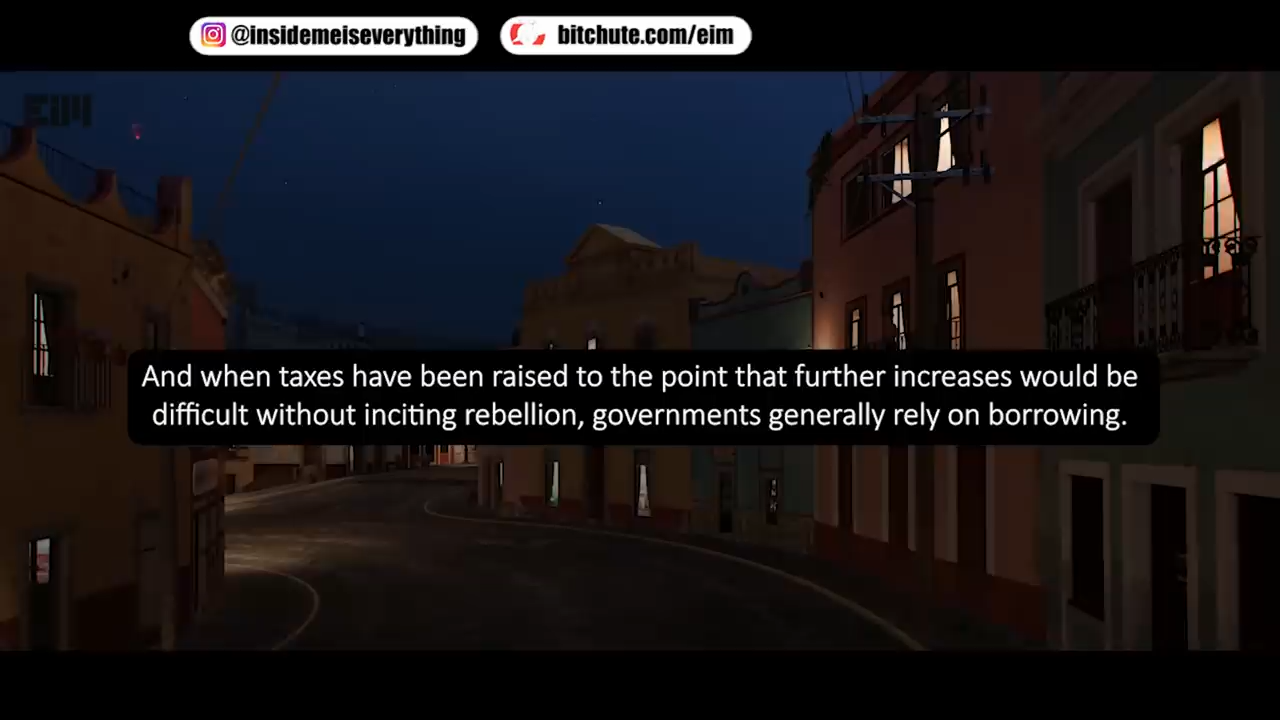 @insidemeiseverything
bitchute.com/eim
EIM
And when taxes have been raised to the point that further increases would be
difficult without inciting rebellion, governments generally rely on borrowing.